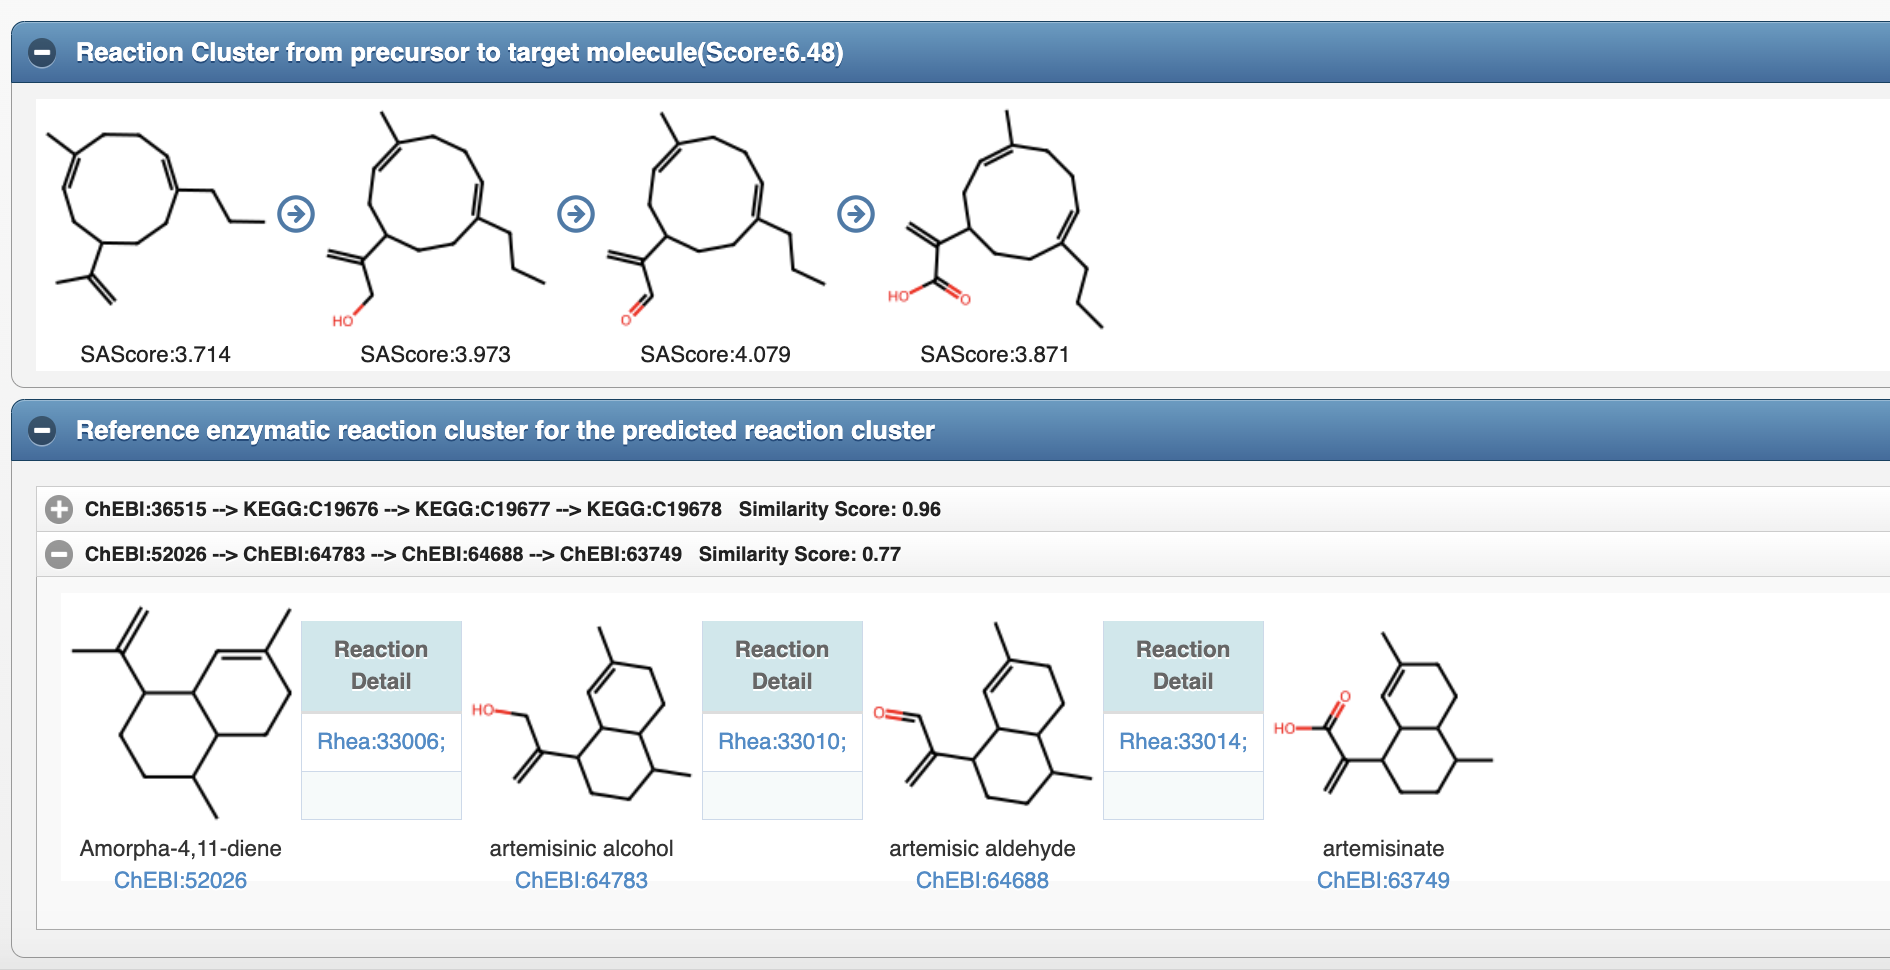 Reaction Cluster from precursor to target molecule(Score:6.48)
HO
O
HO
O
SAScore:3.714
SAScore:3.973
SAScore:4.079
SAScore:3.871
Reference enzymatic reaction cluster for the predicted reaction cluster
ChEBI:36515 --> KEGG:C19676 --> KEGG:C19677 --> KEGG:C19678 Similarity Score: 0.96
ChEBI:52026 --> ChEBI:64783 --> ChEBI:64688 --> ChEBI:63749 Similarity Score: 0.77
Reaction
Detail
Rhea:33006;
HO
Reaction
Detail
Rhea:33010;
O
Reaction
Detail
Rhea:33014;
HO
O
Amorpha-4,11-diene
ChEBI:52026
artemisinic alcohol
ChEBI:64783
artemisic aldehyde
ChEBI:64688
artemisinate
ChEBI:63749